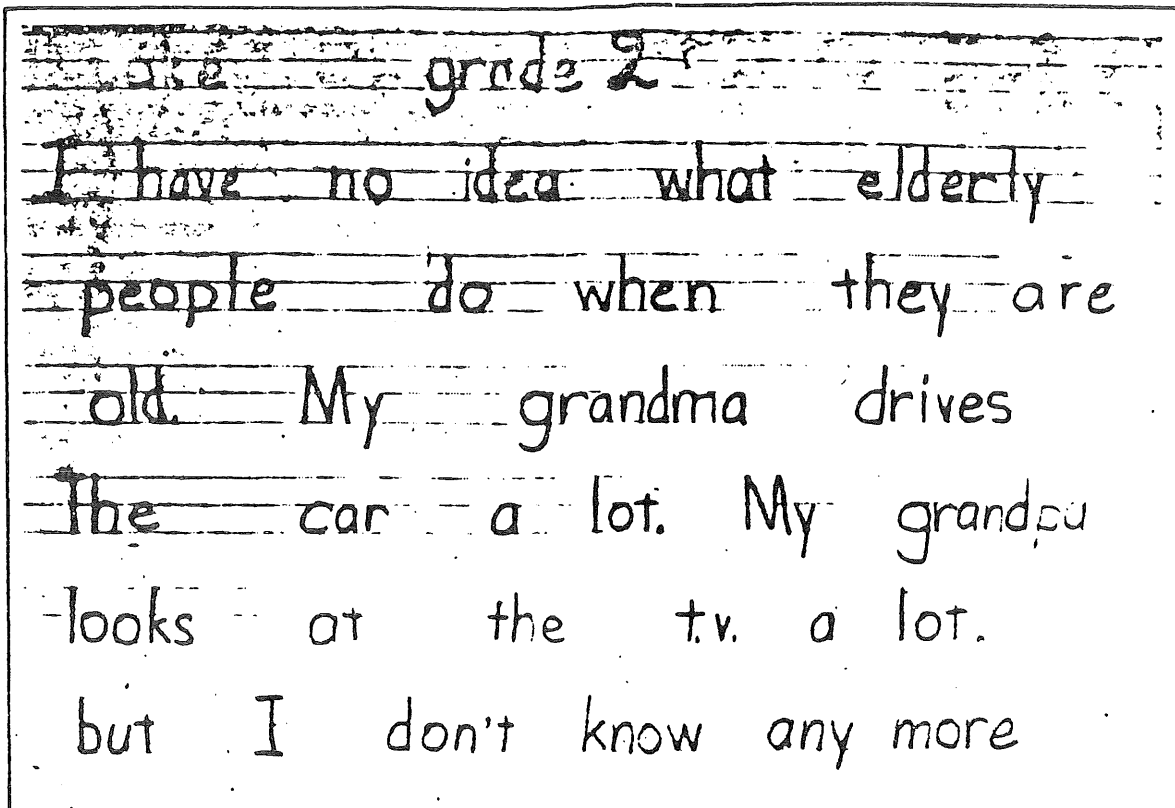 grade 2
I have no idea what elderly
people do when they are
old. My grandma drives
The car a lot. My grandpa
looks at the t.v. a lot.
but I don't know any more